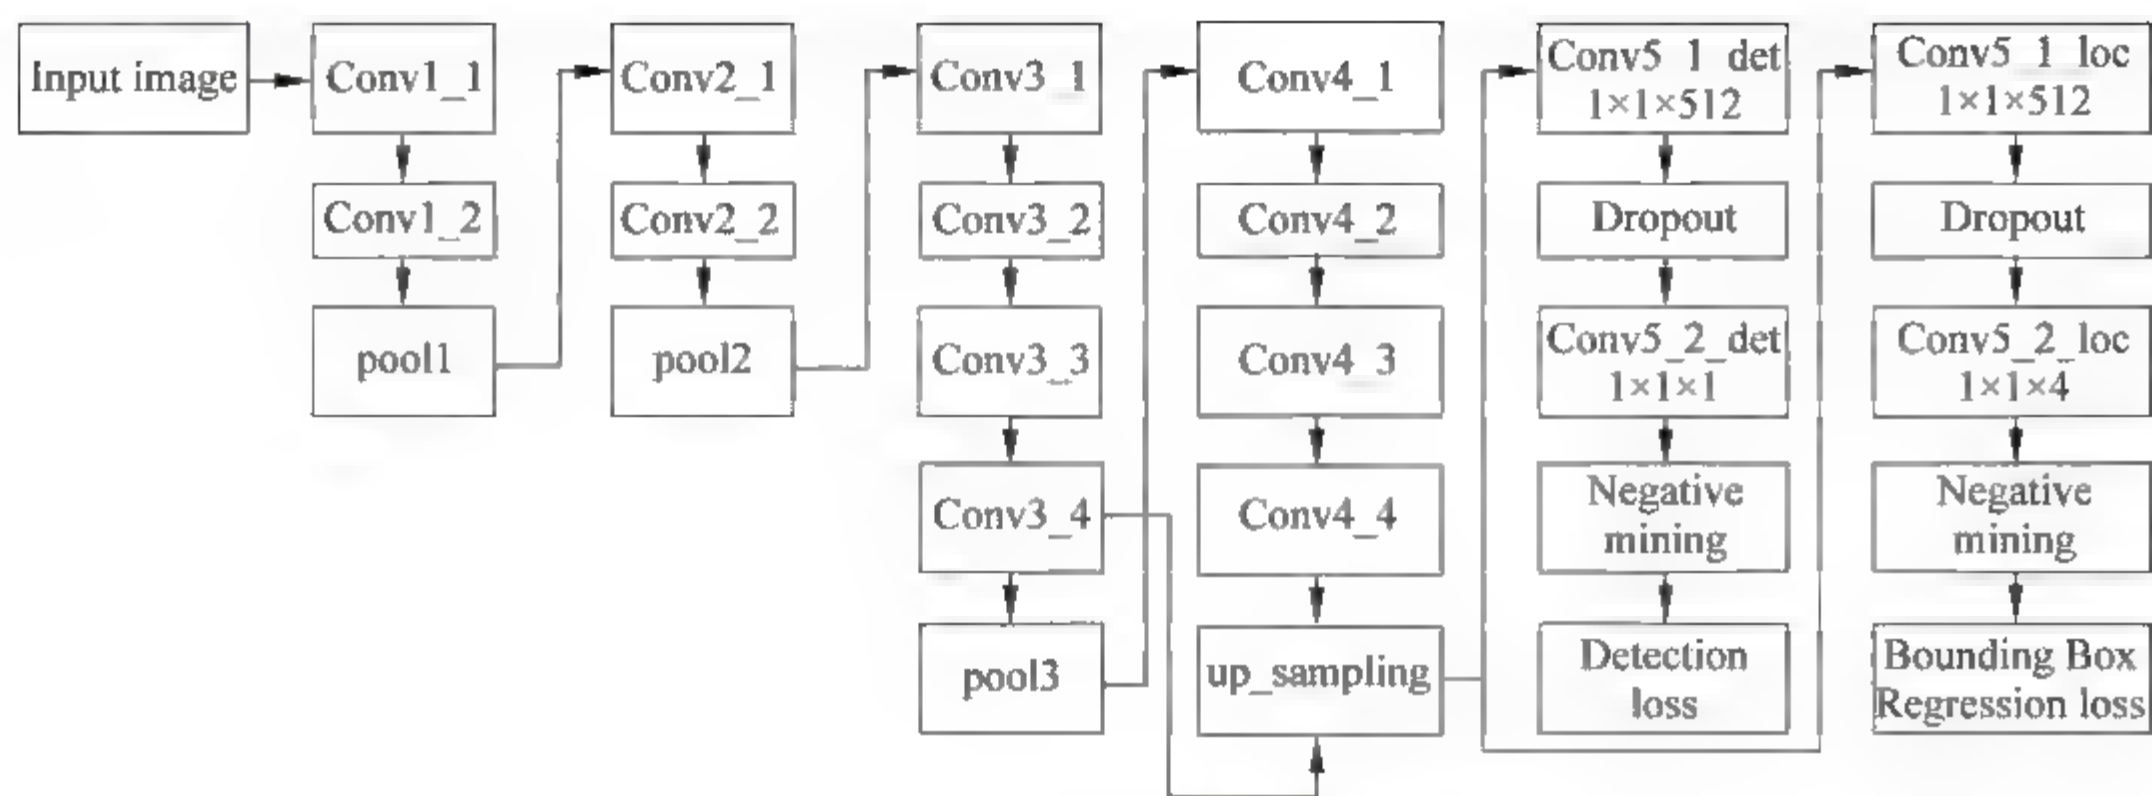 Input image
Conv1_1
Conv1_2
pool1
Conv2_1
Conv2_2
pool2
Conv3_1
Conv3_2
Conv3_3
Conv3_4
pool3
Conv4_1
Conv4_2
Conv4_3
Conv4_4
up_sampling
Conv5_1_det
1×1×512
Dropout
Conv5_2_det
1×1×1
Negative
mining
Detection
loss
Conv5_1_loc
1×1×512
Dropout
Conv5_2_loc
1×1×4
Negative
mining
Bounding Box
Regression loss